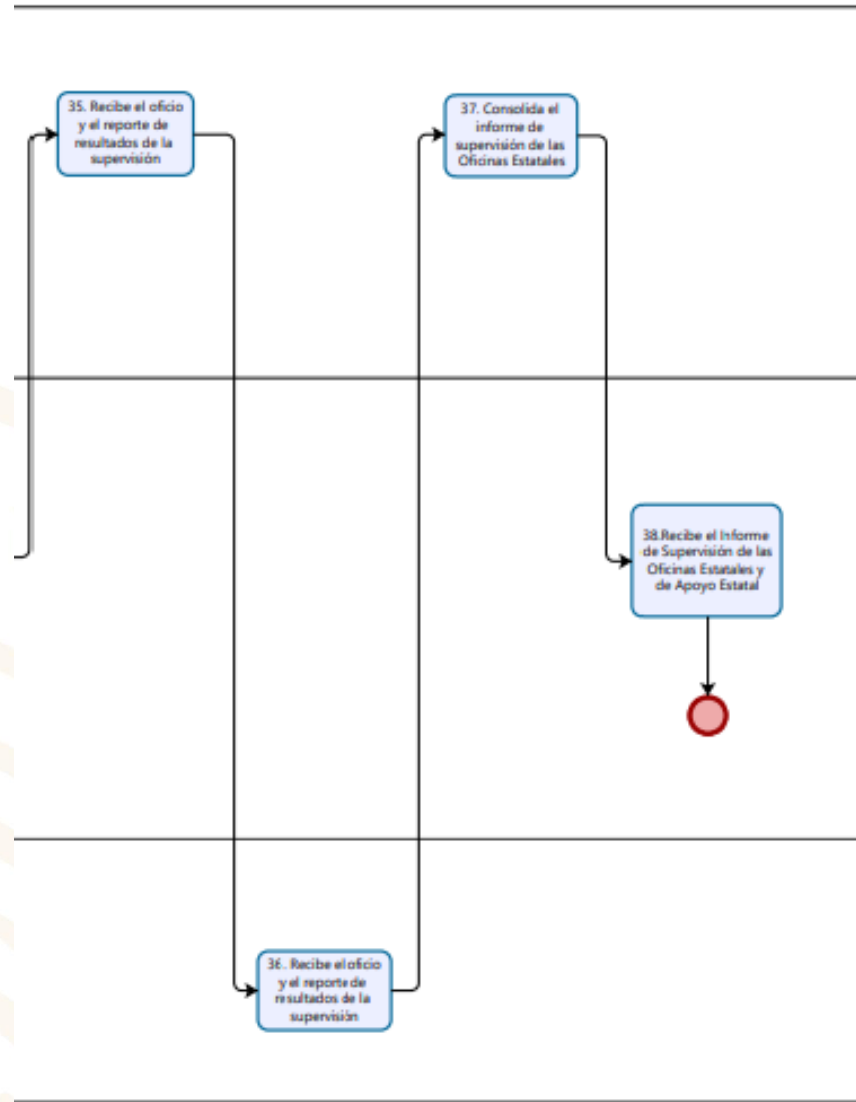 35. Recibe el oficio
y el reporte de
resultados de la
supervisión
37. Consolida el
informe de
supervisión de las
Oficinas Estatales
38.Recibe el Informe
de Supervisión de las
Oficinas Estatales y
de Apoyo Estatal
36. Recibe el oficio
y el reporte de
resultados de la
supervisión